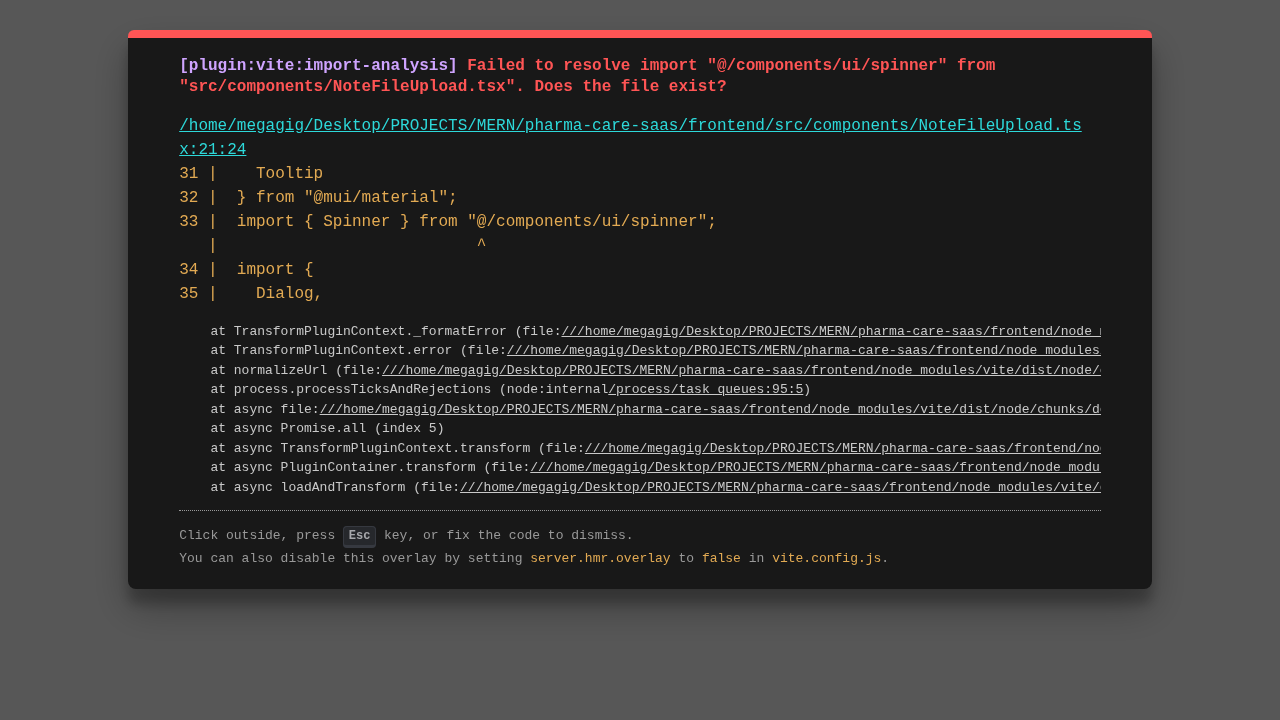 [plugin:vite:import-analysis] Failed to resolve import "@/components/ui/spinner" from
"src/components/NoteFileUpload.tsx". Does the file exist?
/home/megagig/Desktop/PROJECTS/MERN/pharma-care-saas/frontend/src/components/NoteFileUpload.ts
x:21:24
31 |    Tooltip
32 |  } from "@mui/material";
33 |  import { Spinner } from "@/components/ui/spinner";
   |                           ^
34 |  import {
35 |    Dialog,
    at TransformPluginContext._formatError (file:///home/megagig/Desktop/PROJECTS/MERN/pharma-care-saas/frontend/node_
    at TransformPluginContext.error (file:///home/megagig/Desktop/PROJECTS/MERN/pharma-care-saas/frontend/node_modules
    at normalizeUrl (file:///home/megagig/Desktop/PROJECTS/MERN/pharma-care-saas/frontend/node_modules/vite/dist/node/
    at process.processTicksAndRejections (node:internal/process/task_queues:95:5)
    at async file:///home/megagig/Desktop/PROJECTS/MERN/pharma-care-saas/frontend/node_modules/vite/dist/node/chunks/
    at async Promise.all (index 5)
    at async TransformPluginContext.transform (file:///home/megagig/Desktop/PROJECTS/MERN/pharma-care-saas/frontend/
    at async PluginContainer.transform (file:///home/megagig/Desktop/PROJECTS/MERN/pharma-care-saas/frontend/node_modu
    at async loadAndTransform (file:///home/megagig/Desktop/PROJECTS/MERN/pharma-care-saas/frontend/node_modules/vite/
Click outside, press Esc key, or fix the code to dismiss.
You can also disable this overlay by setting server.hmr.overlay to false in vite.config.js.